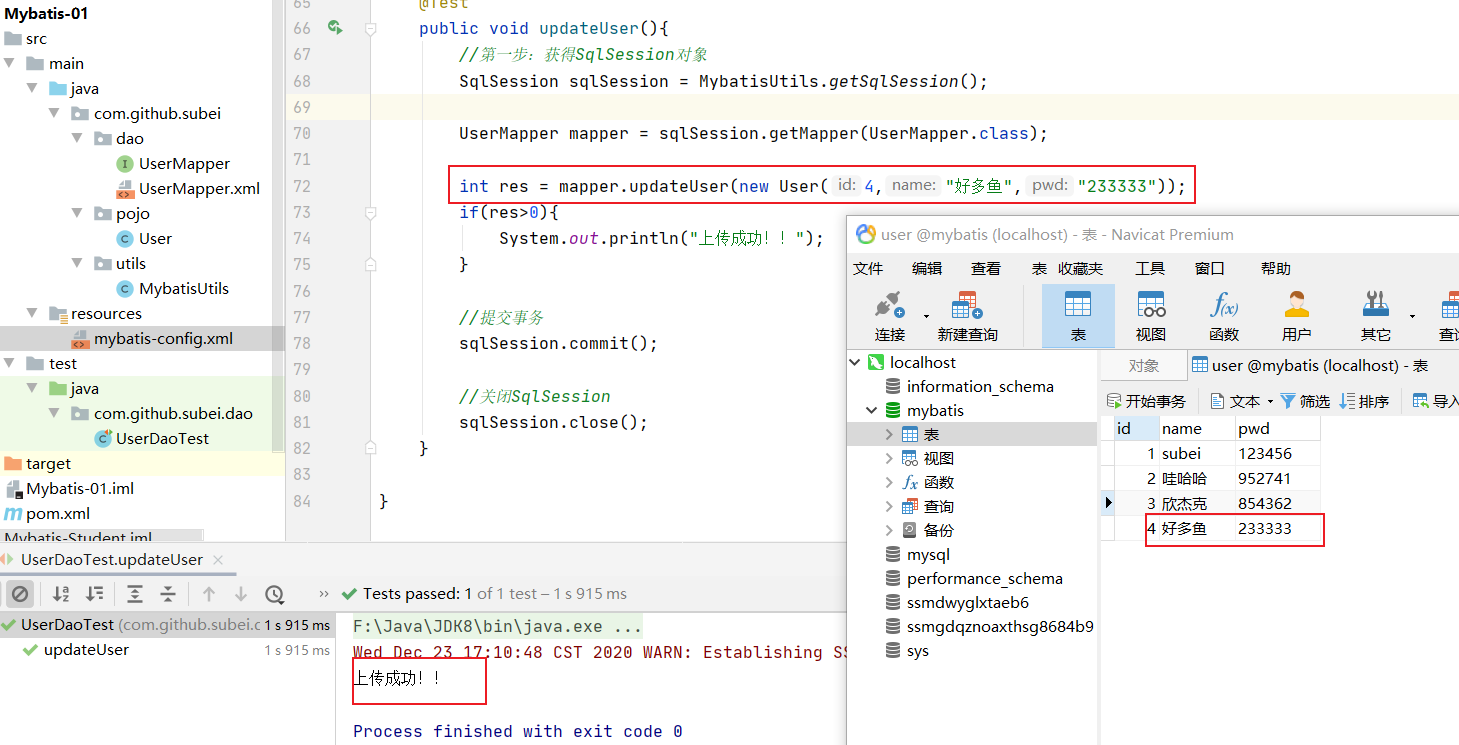 Mybatis-01
src
main
java
com.github.subei
dao
UserMapper
UserMapper.xml
pojo
User
utils
MybatisUtils
resources
mybatis-config.xml
test
java
com.github.subei.dao
UserDaoTest
target
Mybatis-01.iml
pom.xml
Mybatis-Student.iml
65 @Test
66 public void updateUser(){
67 //第一步：获得SqlSession对象
68 SqlSession sqlSession = MybatisUtils.getSqlSession();
69
70 UserMapper mapper = sqlSession.getMapper(UserMapper.class);
71
72 int res = mapper.updateUser(new User( id: 4, name: "好多鱼", pwd: "233333"));
73 if(res>0){
74 System.out.println("上传成功！！");
75 }
76
77 //提交事务
78 sqlSession.commit();
79
80 //关闭SqlSession
81 sqlSession.close();
82 }
83
84 }
user @mybatis (localhost) - 表 - Navicat Premium
文件 编辑 查看 表 收藏夹 工具 窗口 帮助
连接 新建查询 表 视图 函数 用户 其它 查询
localhost
information_schema
mybatis
表
视图
函数
查询
备份
mysql
performance_schema
ssmdwyglxtaeb6
ssmgdqznoaxthsg8684b9
sys
对象 user @mybatis (localhost) - 表
开始事务 文本 筛选 排序 导入
id name pwd
1 subei 123456
2 哇哈哈 952741
3 欣杰克 854362
4 好多鱼 233333
UserDaoTest.updateUser
Tests passed: 1 of 1 test – 1 s 915 ms
UserDaoTest (com.github.subei.c 1 s 915 ms
updateUser 1 s 915 ms
F:\Java\JDK8\bin\java.exe ...
Wed Dec 23 17:10:48 CST 2020 WARN: Establishing SS
上传成功！！
Process finished with exit code 0